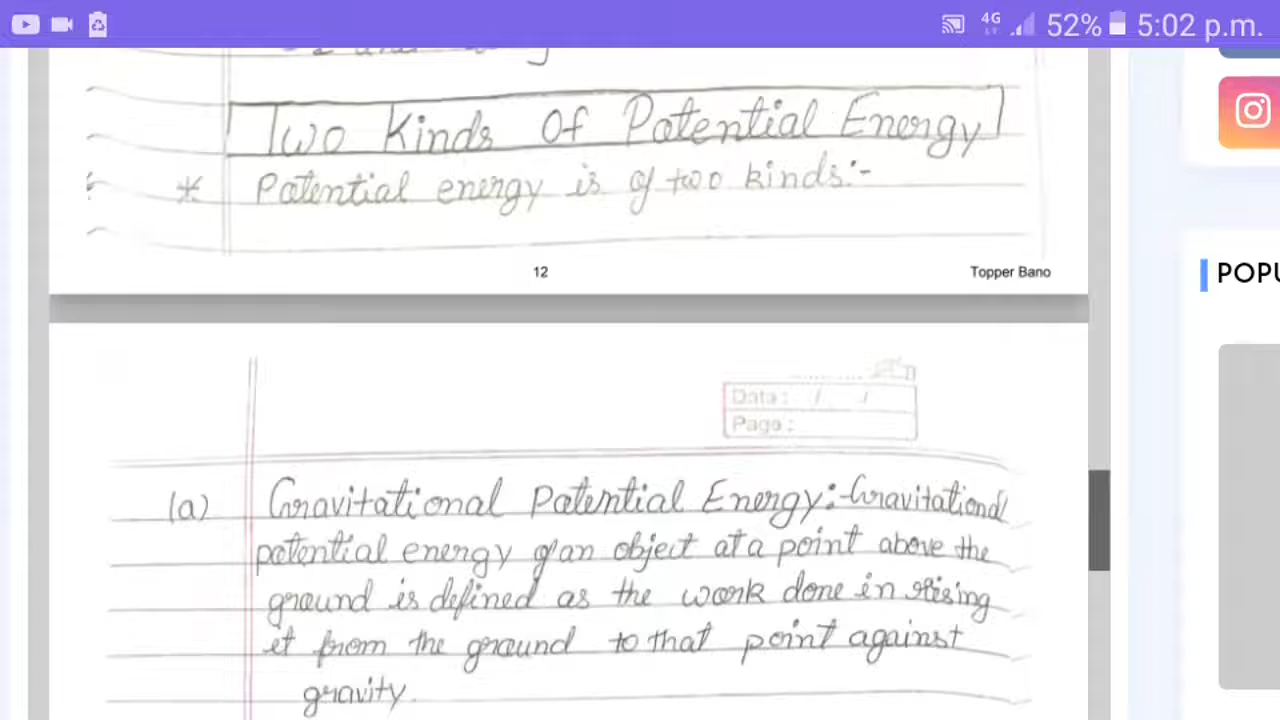 4G 52% 5:02 p.m.
Two Kinds Of Potential Energy
* Potential energy is of two kinds:-
12 Topper Bano
POPU
Data : / /
Page :
(a) Gravitational Potential Energy:- Gravitational
potential energy of an object at a point above the
ground is defined as the work done in rising
it from the ground to that point against
gravity.